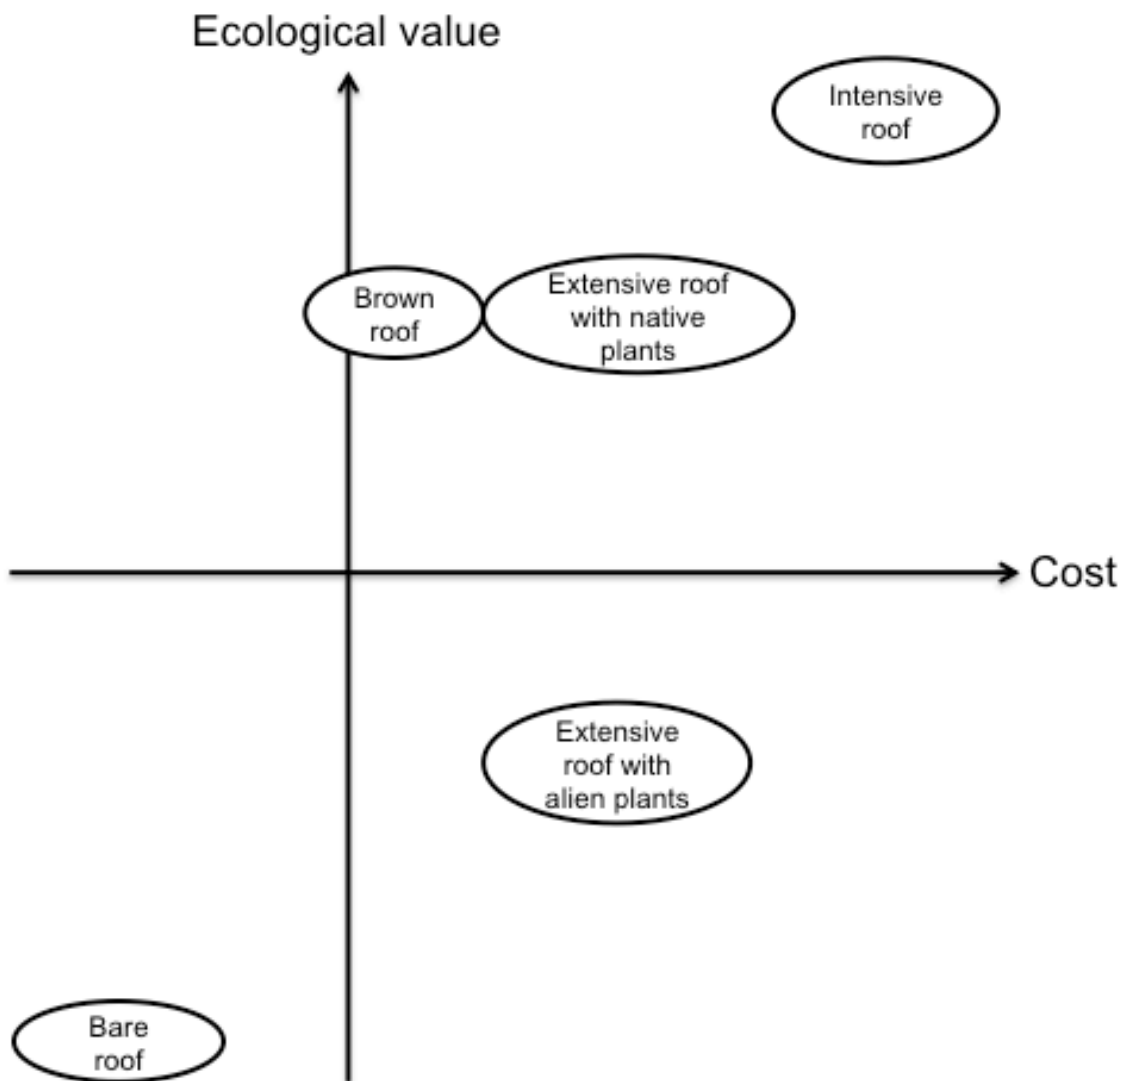 Ecological value
Intensive
roof
Brown
roof
Extensive roof
with native
plants
Cost
Extensive
roof with
alien plants
Bare
roof